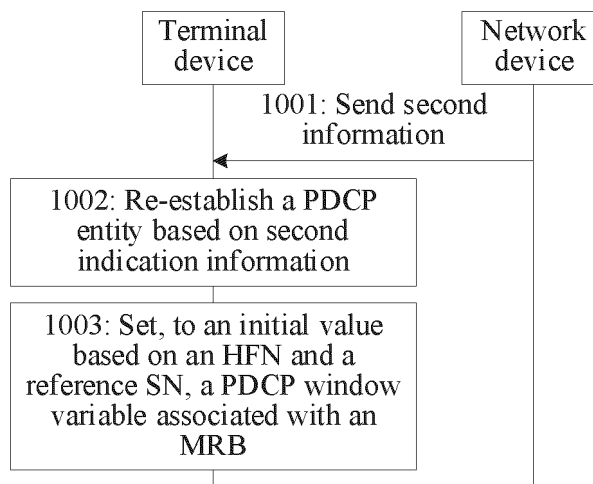 Terminal
device
Network
device
1001: Send second
information
1002: Re-establish a PDCP
entity based on second
indication information
1003: Set, to an initial value
based on an HFN and a
reference SN, a PDCP window
variable associated with an
MRB